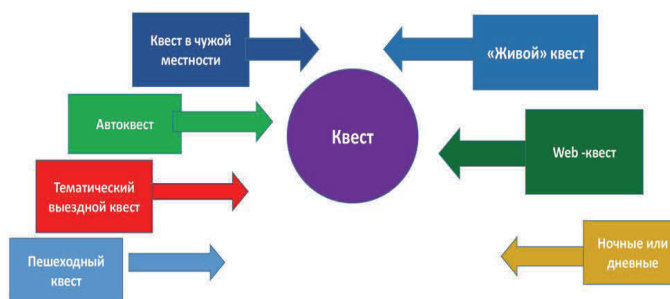 Квест в чужой
местности
«Живой» квест
Автоквест
Квест
Web -квест
Тематический
выездной квест
Пешеходный
квест
Ночные или
дневные